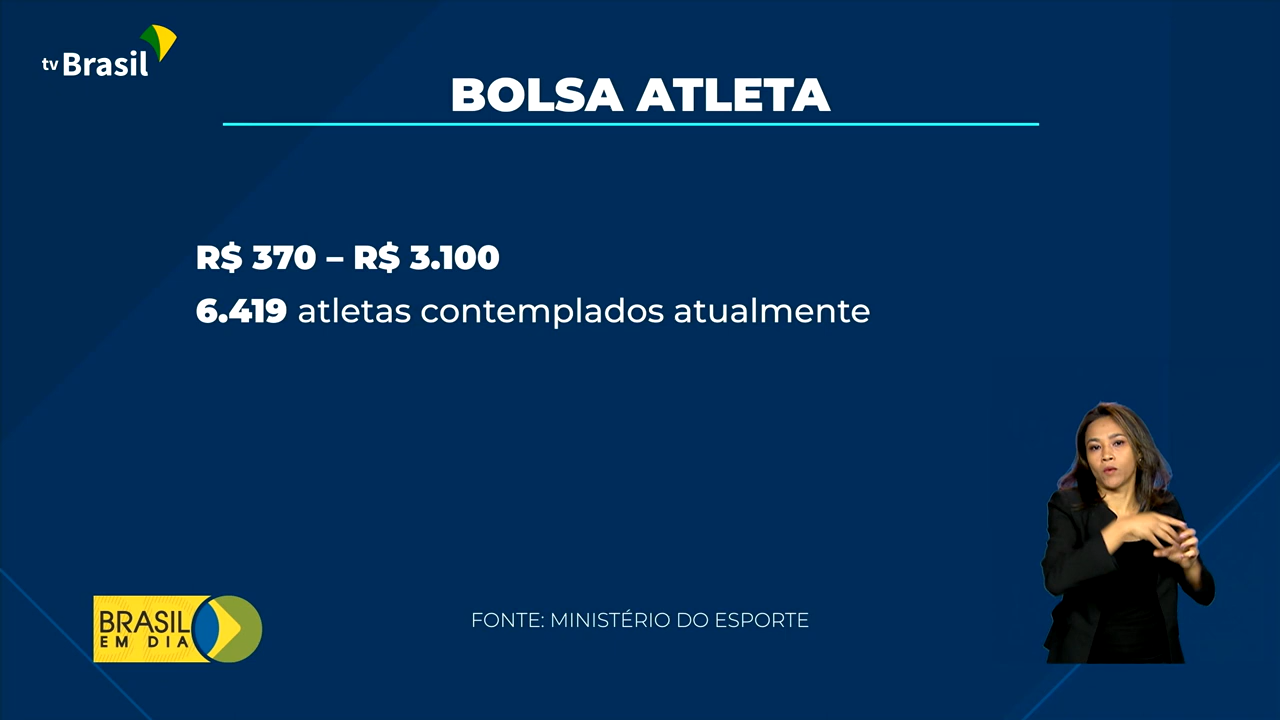 tv Brasil
BOLSA ATLETA
R$ 370 – R$ 3.100
6.419 atletas contemplados atualmente
BRASIL
EM DIA
FONTE: MINISTÉRIO DO ESPORTE